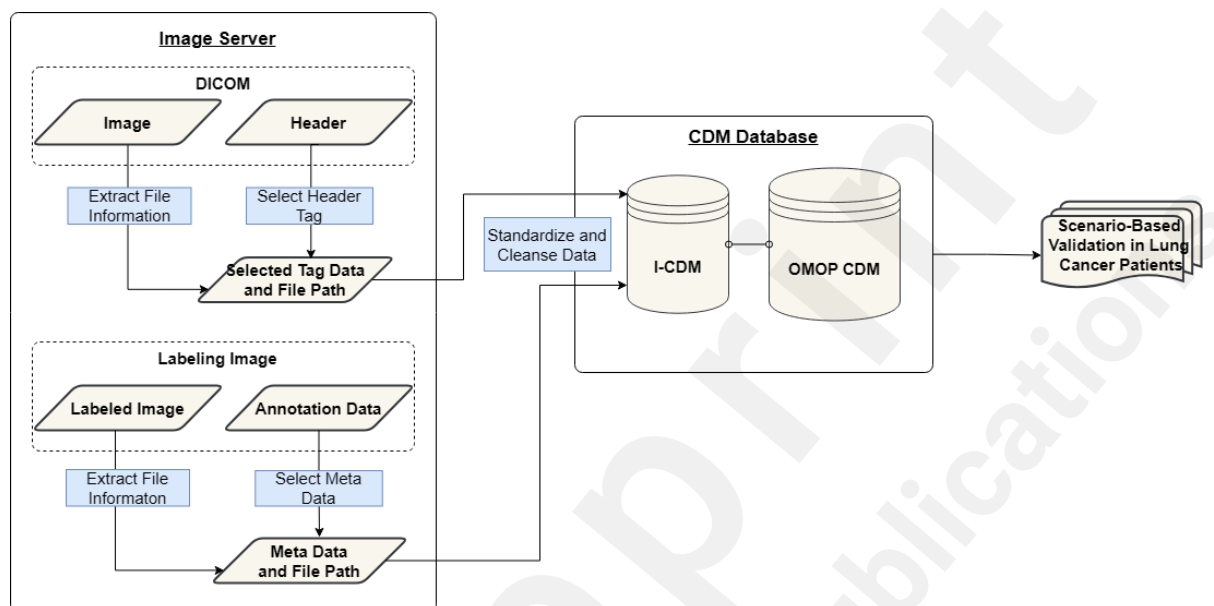 Image Server
DICOM
Image
Header
Extract File
Information
Select Header
Tag
Selected Tag Data
and File Path
Labeling Image
Labeled Image
Annotation Data
Extract File
Informaton
Select Meta
Data
Meta Data
and File Path
Standardize and
Cleanse Data
CDM Database
I-CDM
OMOP CDM
Scenario-Based
Validation in Lung
Cancer Patients
print
ublications